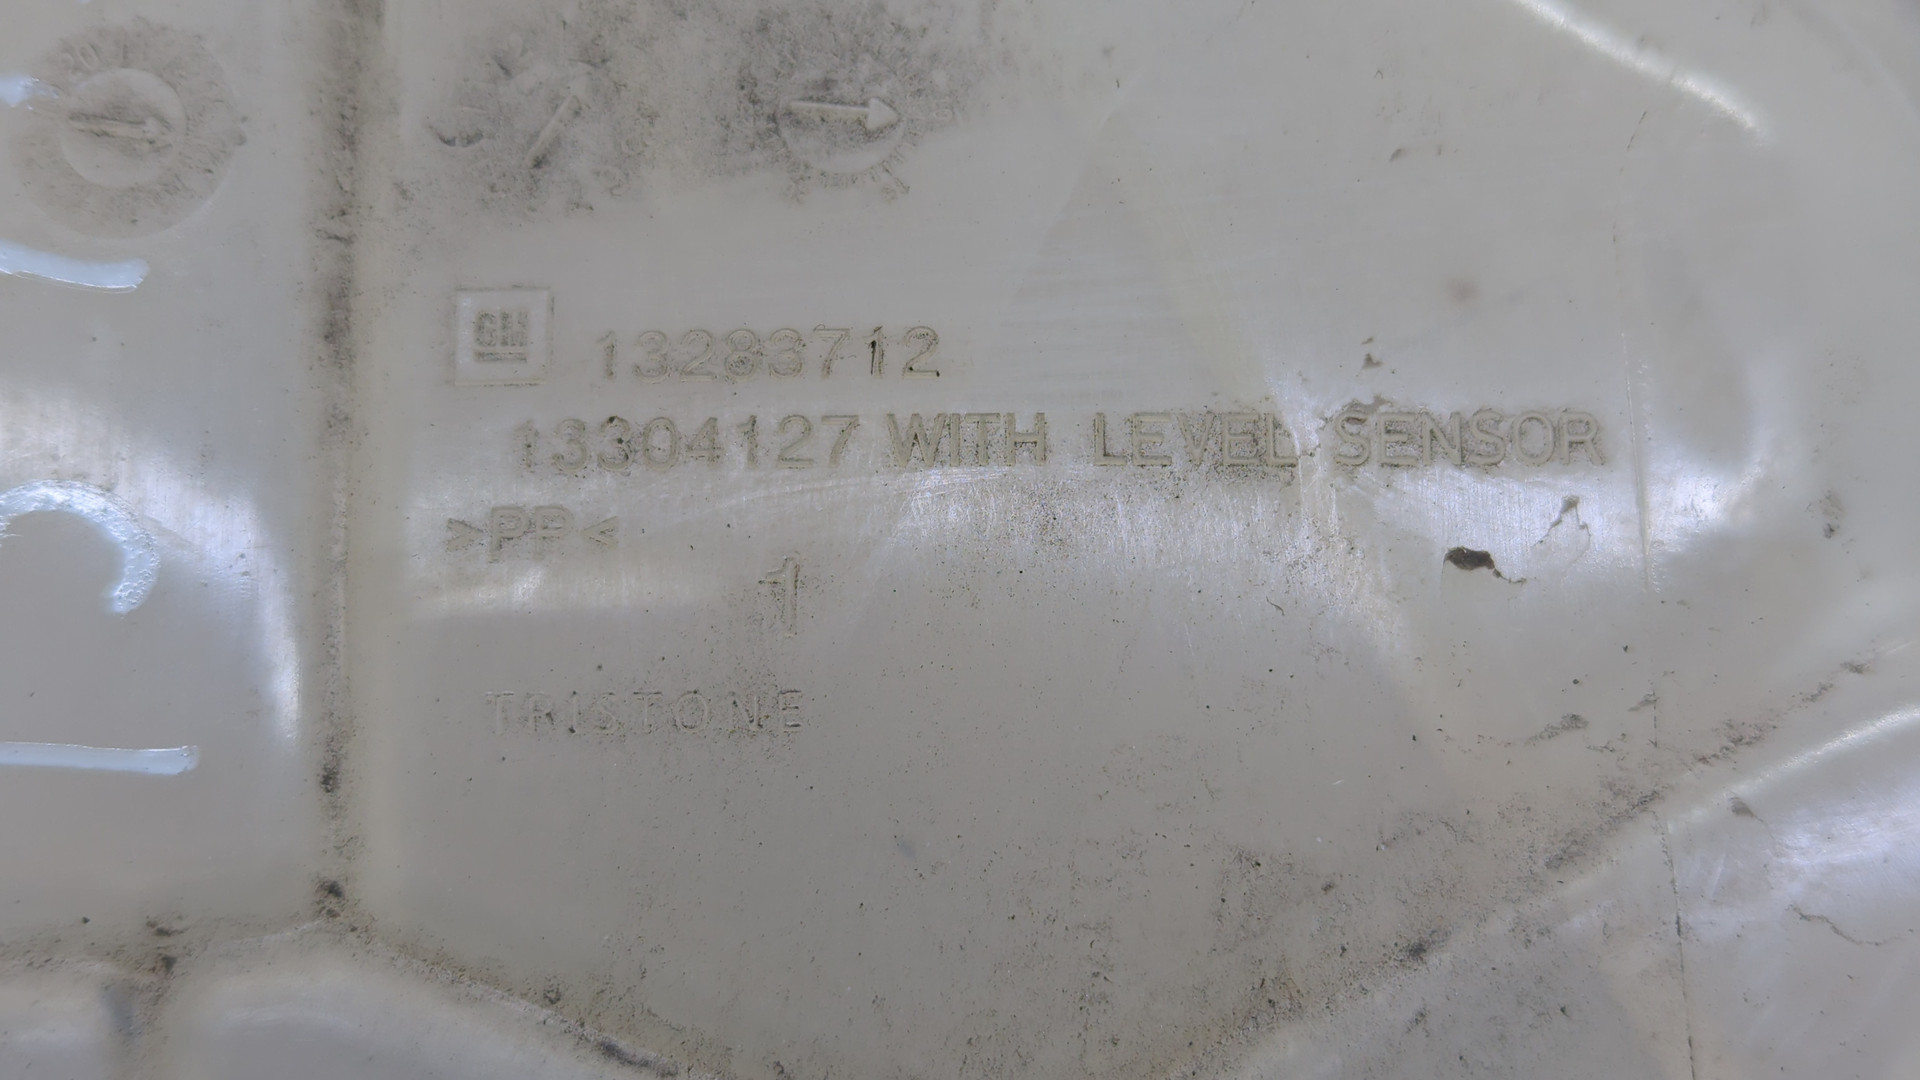 GM 13283712
13304127 WITH LEVEL SENSOR
>PP<
1
TRISTONE